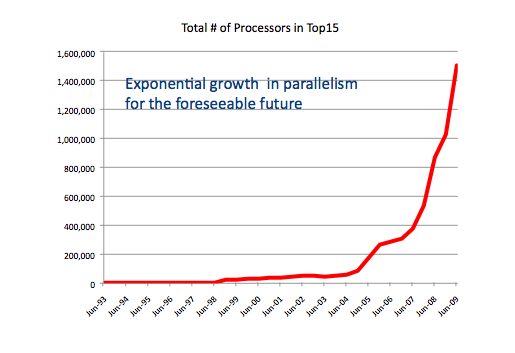 Total # of Processors in Top15
1,600,000
Exponential growth in parallelism
for the foreseeable future
1,400,000
1,200,000
1,000,000
800,000
600,000
400,000
200,000
0
Jun-93
Jun-94
Jun-95
Jun-96
Jun-97
Jun-98
Jun-99
Jun-00
Jun-01
Jun-02
Jun-03
Jun-04
Jun-05
Jun-06
Jun-07
Jun-08
Jun-09